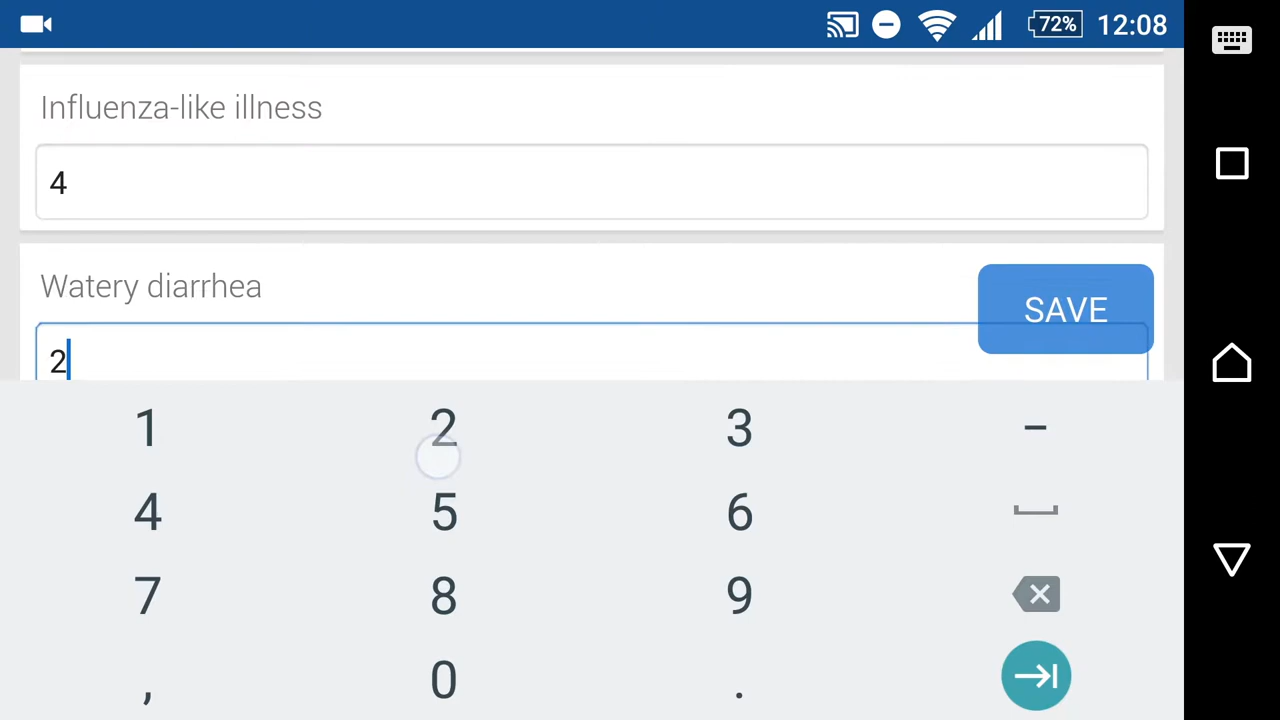 72% 12:08
Influenza-like illness
4
Watery diarrhea
SAVE
2
1 2 3 –
4 5 6
7 8 9
, 0 .